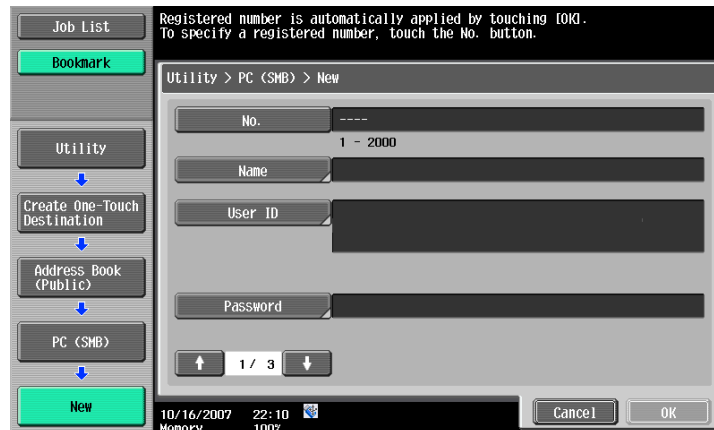 Job List
Bookmark
Registered number is automatically applied by touching [OK].
To specify a registered number, touch the No. button.
Utility > PC (SMB) > New
No.
----
1 - 2000
Name
User ID
Password
1/ 3
Utility
Create One-Touch
Destination
Address Book
(Public)
PC (SMB)
New
10/16/2007 22:10
Memory 100%
Cancel
OK